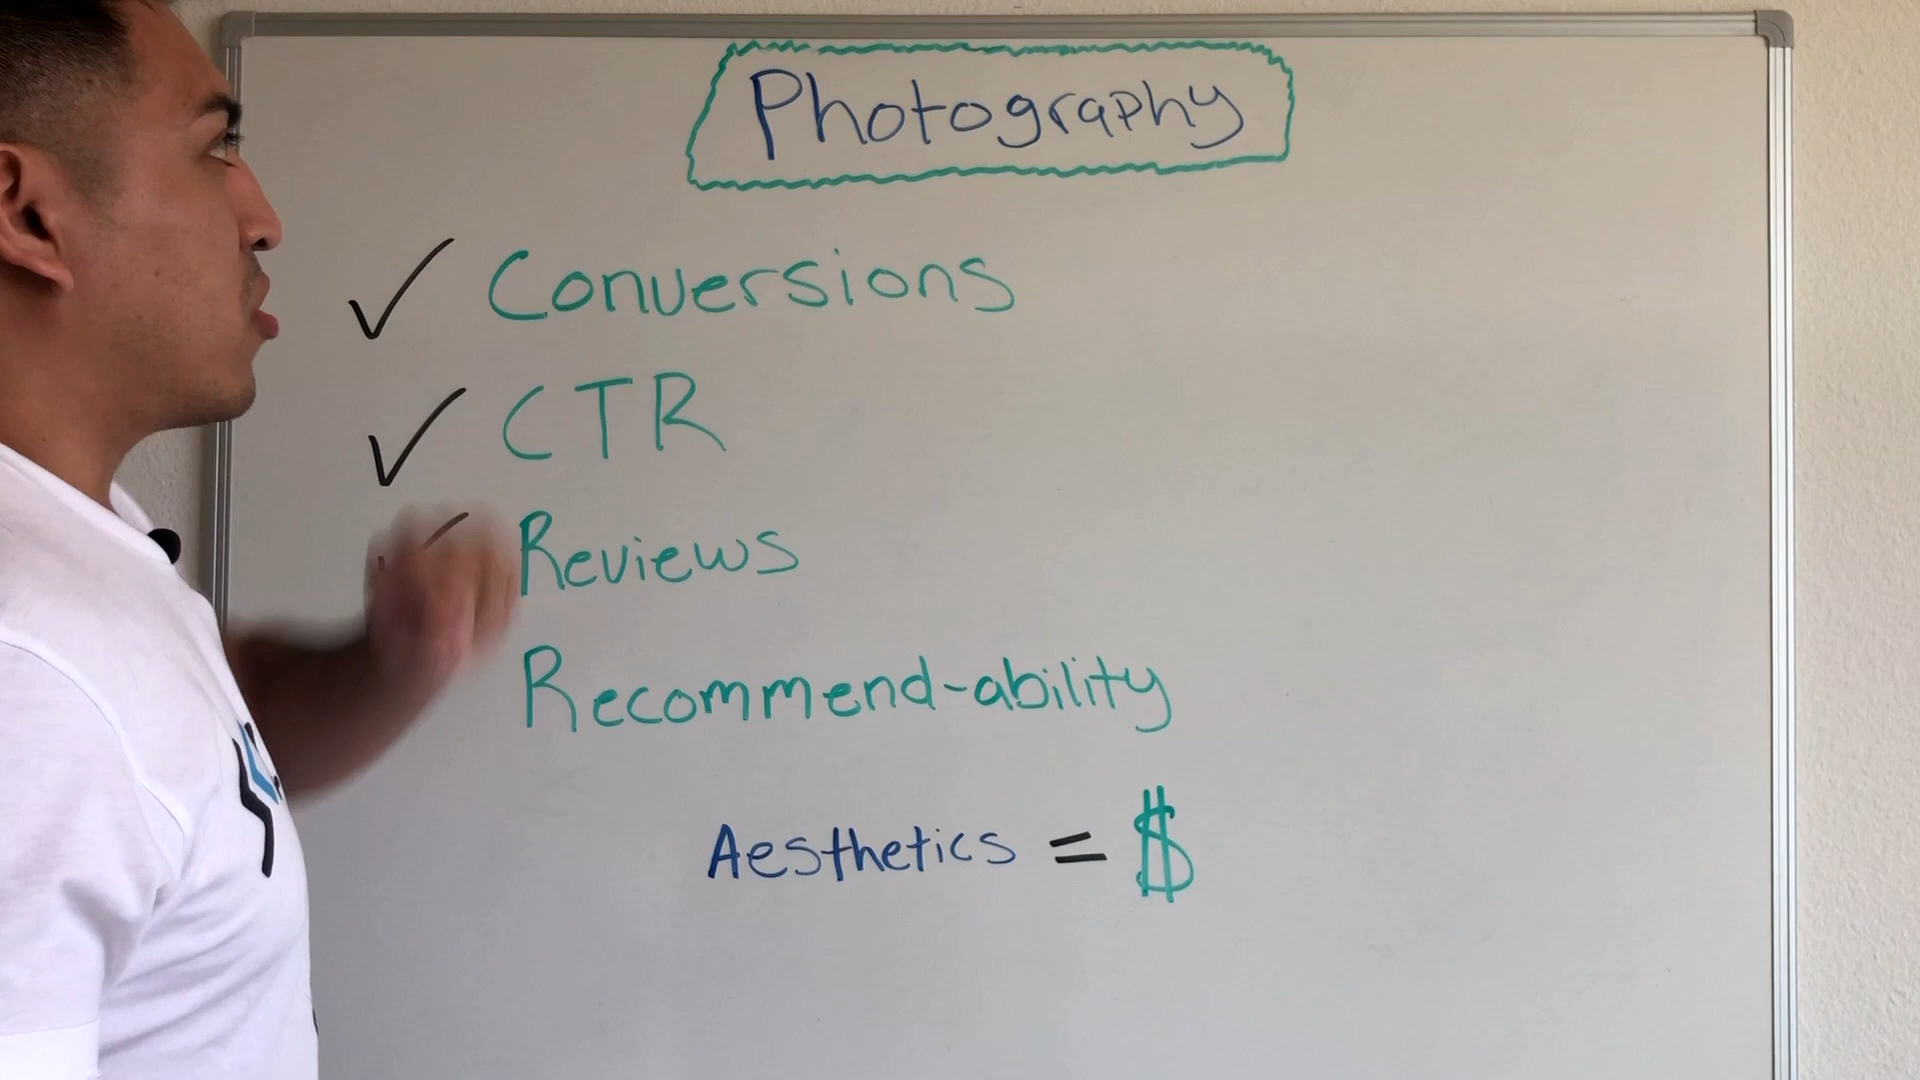 Photography
✓ Conversions
✓ CTR
✓ Reviews
Recommend-ability
Aesthetics = $